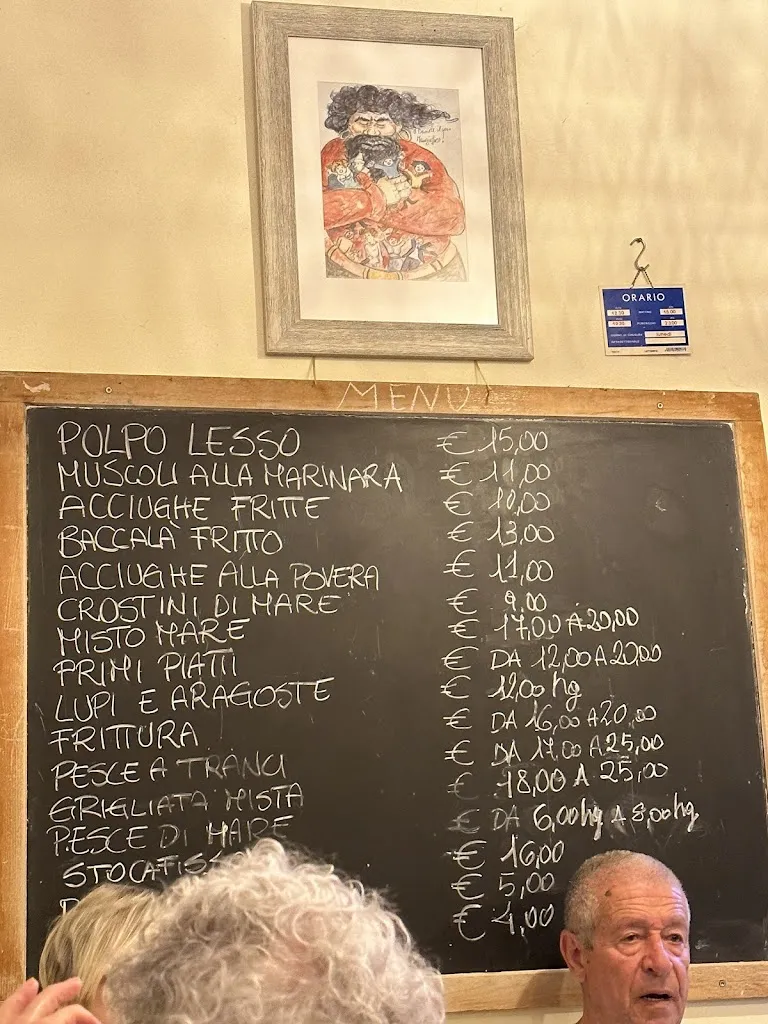 ORARIO
MENU
POLPO LESSO € 15,00
MUSCOLI ALLA MARINARA € 11,00
ACCIUGHE FRITTE € 10,00
BACCALÀ FRITTO € 13,00
ACCIUGHE ALLA POVERA € 11,00
CROSTINI DI MARE € 9,00
MISTO MARE € 17,00 A 20,00
PRIMI PIATTI € DA 12,00 A 20,00
LUPI E ARAGOSTE € 12,00 hg
FRITTURA € DA 16,00 A 20,00
PESCE A TRANCI € DA 17,00 A 25,00
GRIGLIATA MISTA € 18,00 A 25,00
PESCE DI MARE € DA 6,00 hg A 8,00 hg
€ 16,00
€ 5,00
€ 4,00